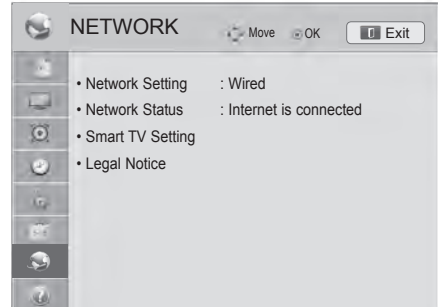 NETWORK Move OK Exit
• Network Setting : Wired
• Network Status : Internet is connected
• Smart TV Setting
• Legal Notice